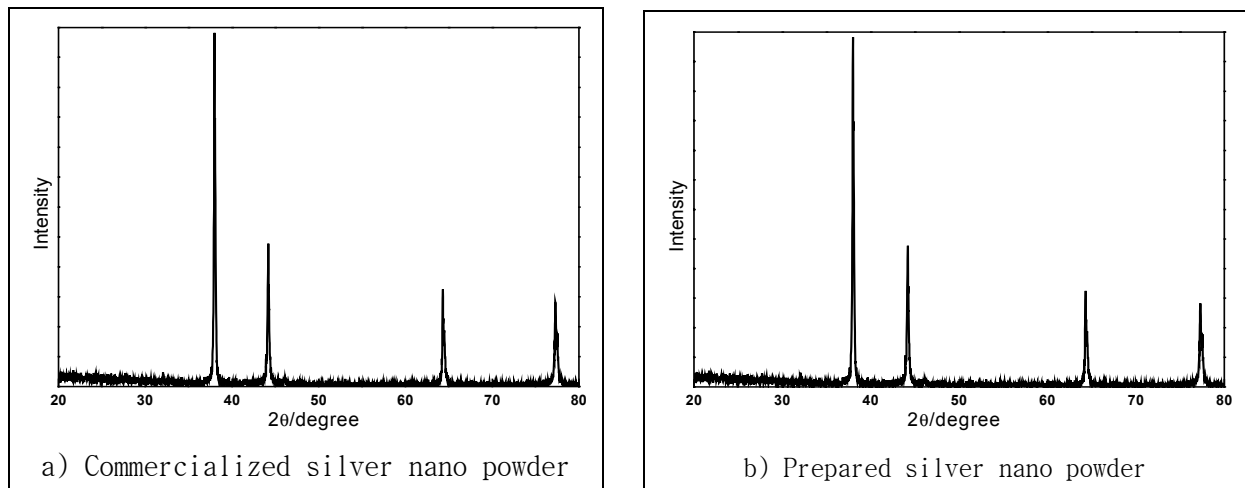 Intensity
20 30 40 50 60 70 80
2θ/degree
a) Commercialized silver nano powder
Intensity
20 30 40 50 60 70 80
2θ/degree
b) Prepared silver nano powder